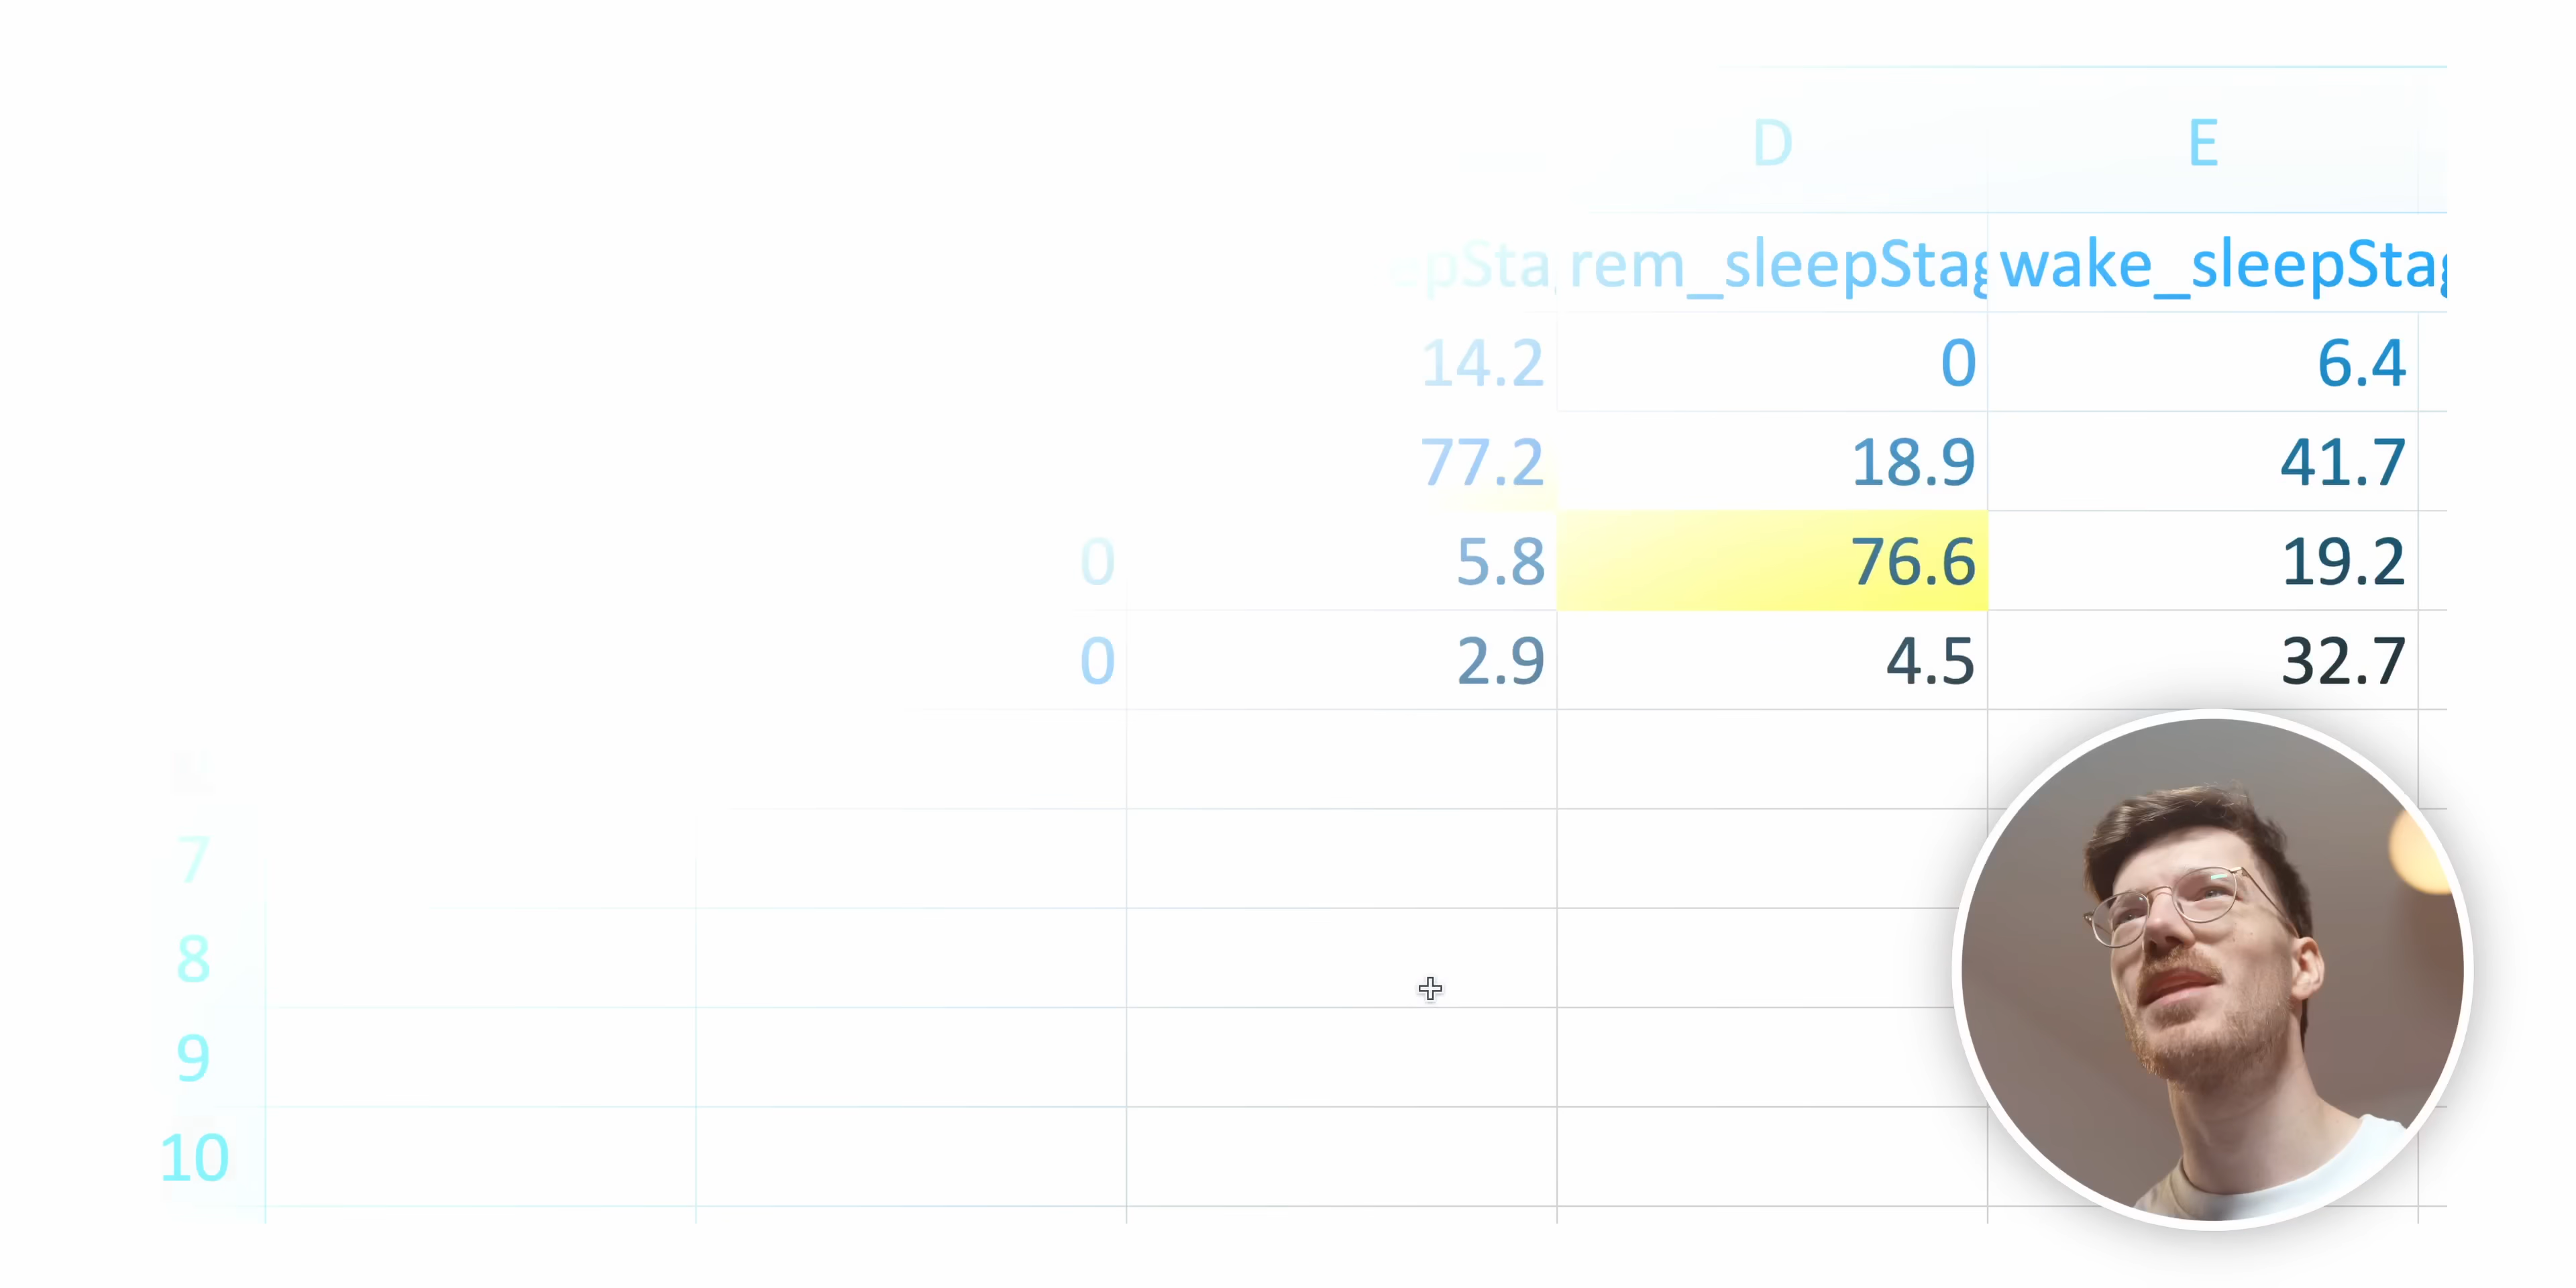 D E
epSta rem_sleepStag wake_sleepStag
14.2 0 6.4
77.2 18.9 41.7
0 5.8 76.6 19.2
0 2.9 4.5 32.7
7
8
9
10